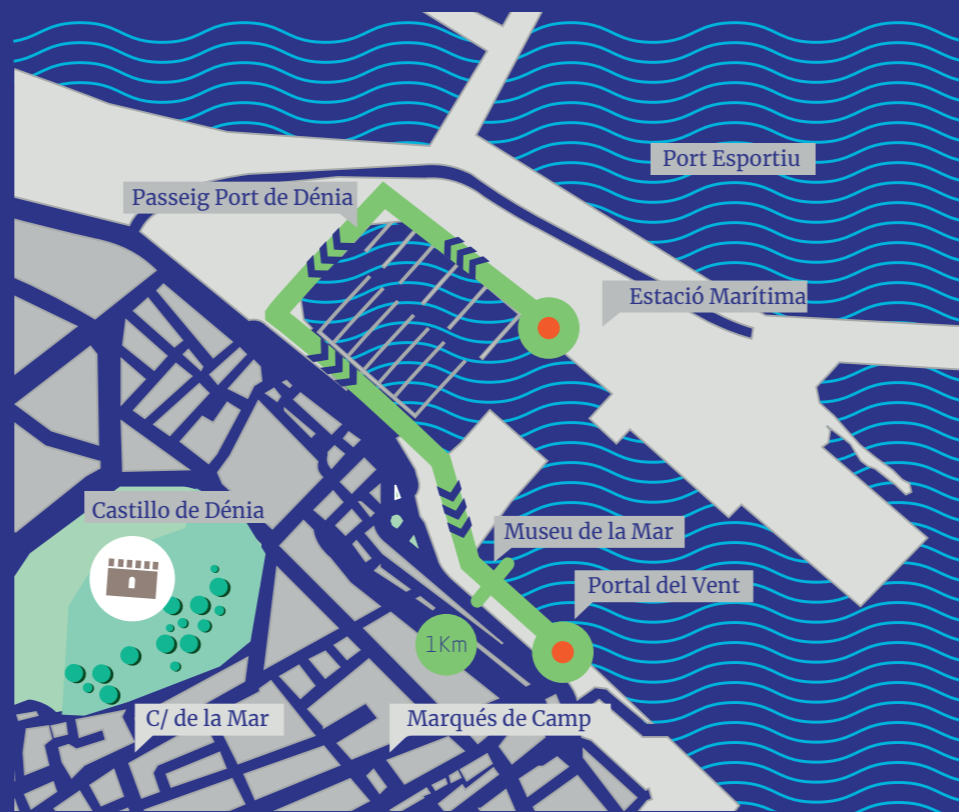 Port Esportiu
Passeig Port de Dénia
Estació Marítima
Castillo de Dénia
Museu de la Mar
Portal del Vent
1Km
C/ de la Mar
Marqués de Camp